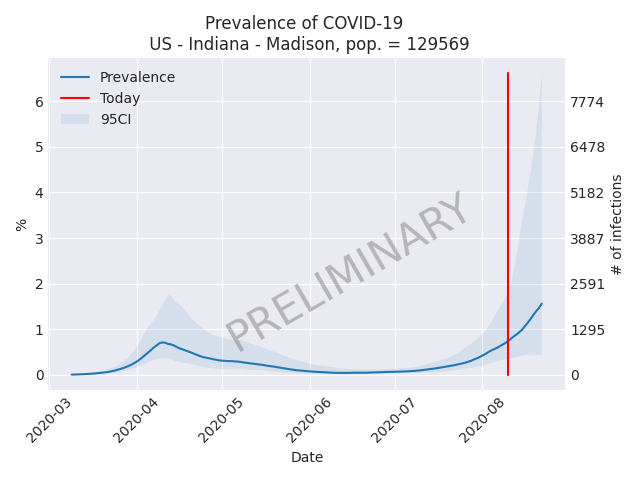 Prevalence of COVID-19
US - Indiana - Madison, pop. = 129569
Prevalence
Today
95CI
PRELIMINARY
%
6
5
4
3
2
1
0
7774
6478
5182
3887
2591
1295
0
# of infections
2020-03
2020-04
2020-05
2020-06
2020-07
2020-08
Date